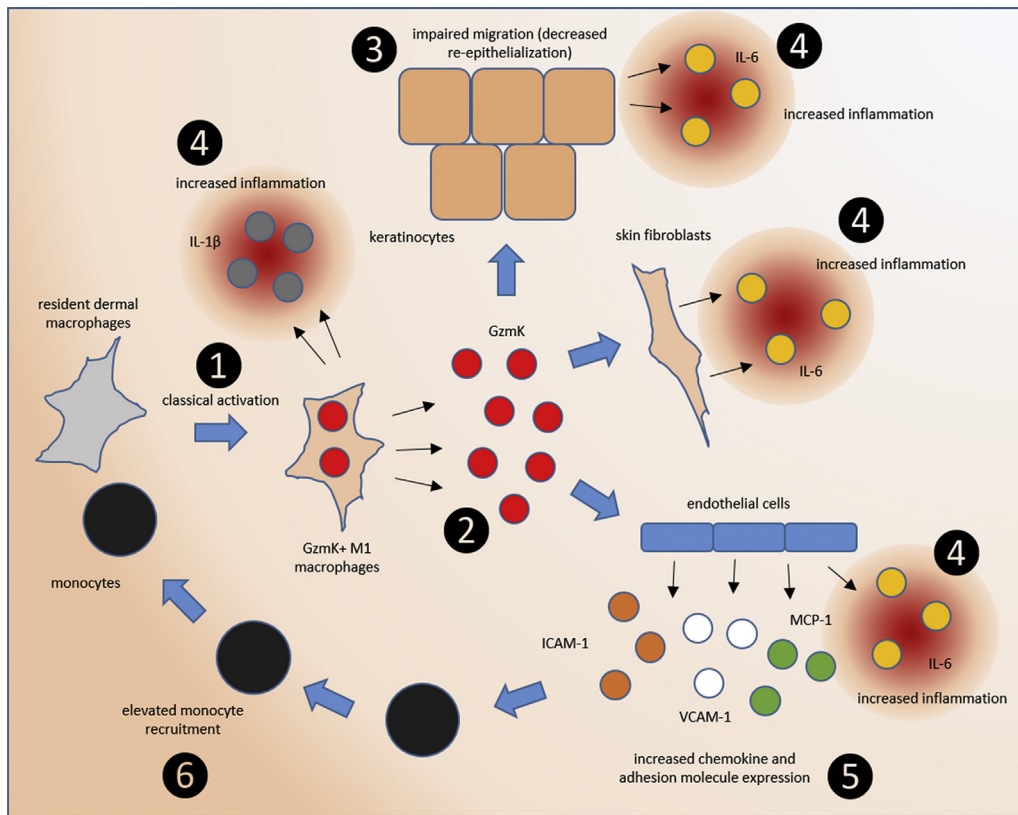 3
impaired migration (decreased
re-epithelialization)
4
IL-6
increased inflammation
4
increased inflammation
IL-1β
keratinocytes
skin fibroblasts
4
increased inflammation
IL-6
resident dermal
macrophages
1
classical activation
GzmK
2
GzmK+ M1
macrophages
monocytes
endothelial cells
4
ICAM-1
VCAM-1
MCP-1
IL-6
increased inflammation
elevated monocyte
recruitment
6
increased chemokine and
adhesion molecule expression
5